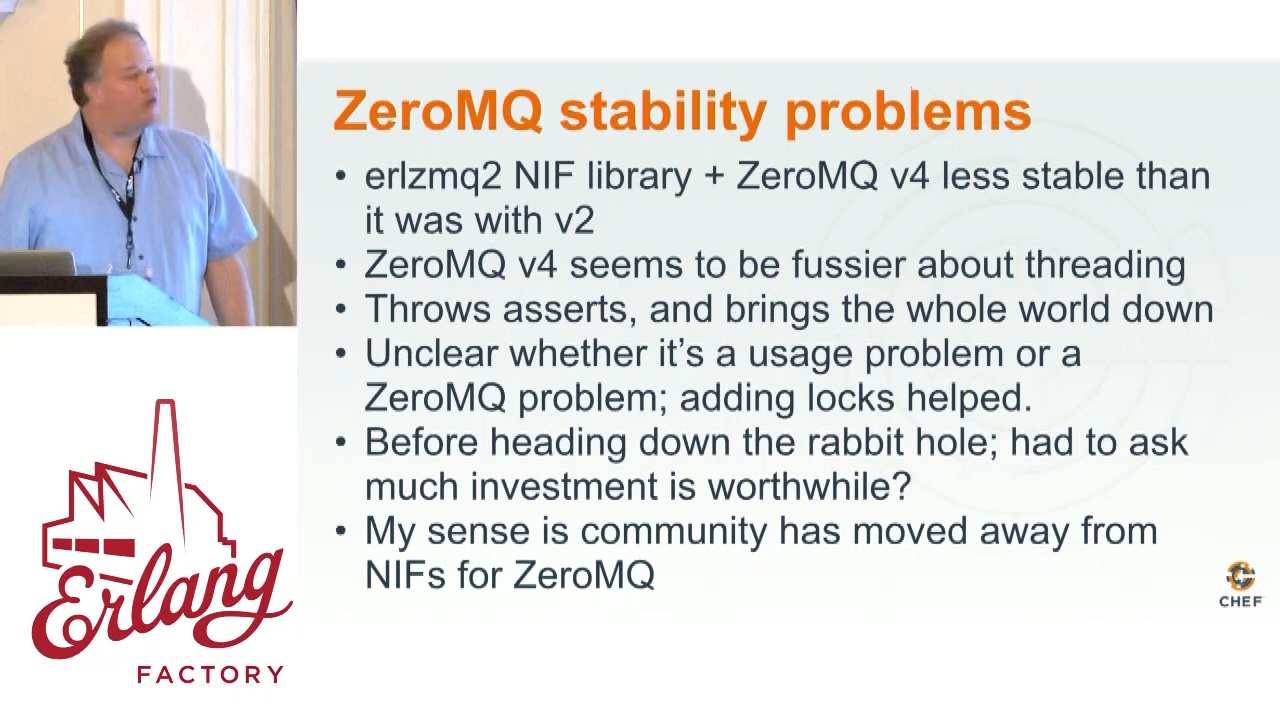 ZeroMQ stability problems
• erlzmq2 NIF library + ZeroMQ v4 less stable than
it was with v2
• ZeroMQ v4 seems to be fussier about threading
• Throws asserts, and brings the whole world down
• Unclear whether it’s a usage problem or a
ZeroMQ problem; adding locks helped.
• Before heading down the rabbit hole; had to ask
much investment is worthwhile?
• My sense is community has moved away from
NIFs for ZeroMQ
CHEF
Erlang
FACTORY